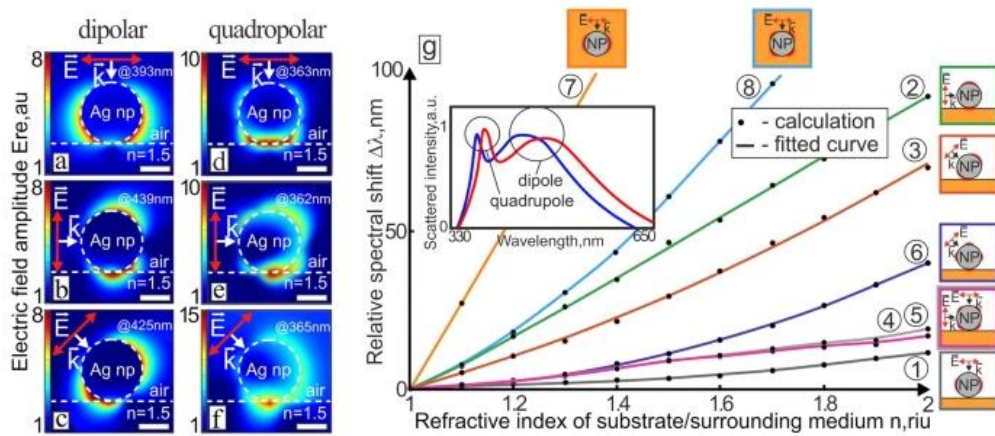 dipolar
quadropolar
Electric field amplitude Ere,au
8
E
k
@393nm
Ag np
air
n=1.5
1
a
10
E
k
@363nm
Ag np
air
n=1.5
1
d
8
E
k
@439nm
Ag np
air
n=1.5
1
b
10
E
k
@362nm
Ag np
air
n=1.5
1
e
8
E
k
@425nm
Ag np
air
n=1.5
1
c
15
E
k
@365nm
Ag np
air
n=1.5
1
f
g
Relative spectral shift Δλ,nm
100
50
0
1
1.2
1.4
1.6
1.8
2
Refractive index of substrate/surrounding medium n,riu
7
8
2
3
6
4
5
1
- calculation
- fitted curve
Scattered intensity,a.u.
1
0
330
Wavelength,nm
650
dipole
quadrupole
E
k
NP
E
k
NP
E
k
NP
E
k
NP
E
k
NP
E
k
E
k
NP
E
k
NP